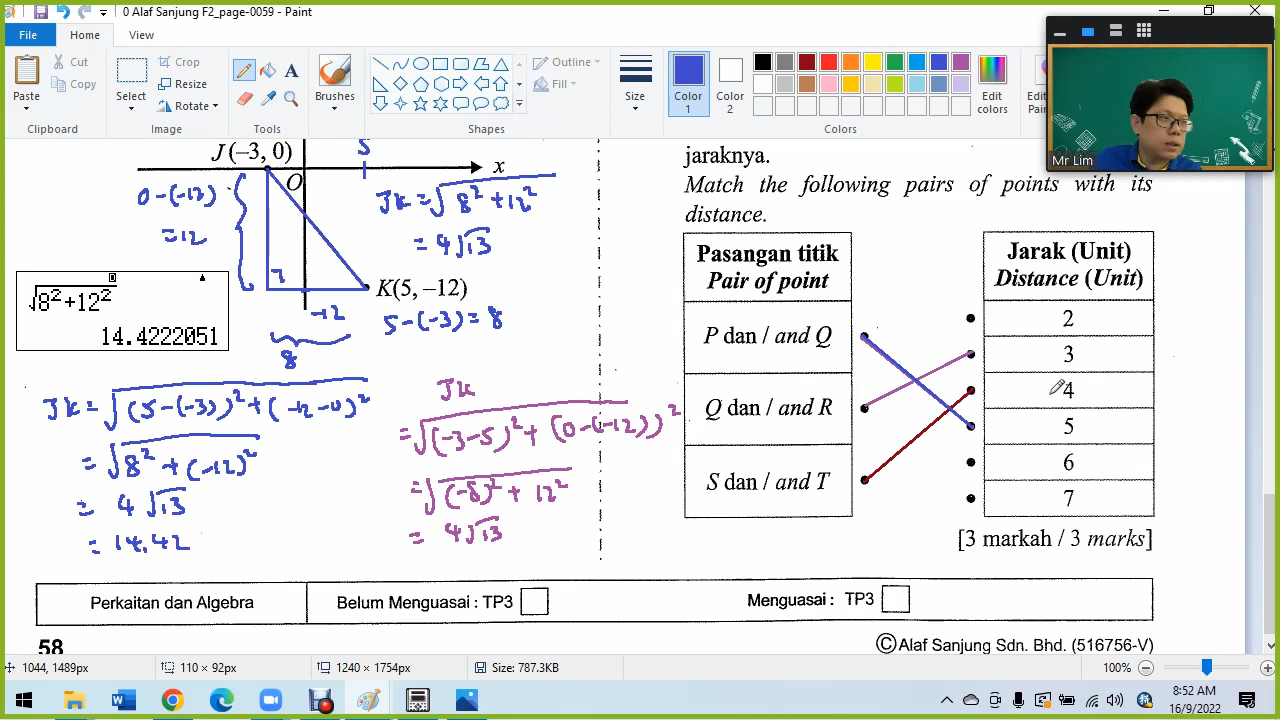 0 Alaf Sanjung F2_page-0059 - Paint
File
Home
View
Paste
Cut
Copy
Clipboard
Select
Crop
Resize
Rotate
Image
A
Tools
Brushes
Shapes
Outline
Fill
Size
Color
1
Color
2
Colors
Edit
colors
Edit
Pain
Mr Lim
J(–3, 0)
5
x
O
0-(-12)
=12
JK = √8² + 12²
= 4√13
7
K(5, –12)
-12
5-(-3) = 8
8
√8²+12²
14.4222051
JK = √(5-(-3))² + (-12-0)²
= √8² + (-12)²
= 4√13
= 14.42
JK
= √(-3-5)² + (0-(-12))²
= √(-8)² + 12²
= 4√13
jaraknya.
Match the following pairs of points with its
distance.
Pasangan titik
Pair of point
P dan / and Q
Q dan / and R
S dan / and T
Jarak (Unit)
Distance (Unit)
2
3
4
5
6
7
[3 markah / 3 marks]
Perkaitan dan Algebra
Belum Menguasai : TP3
Menguasai : TP3
58
©Alaf Sanjung Sdn. Bhd. (516756-V)
1044, 1489px
110 × 92px
1240 × 1754px
Size: 787.3KB
100%
8:52 AM
16/9/2022